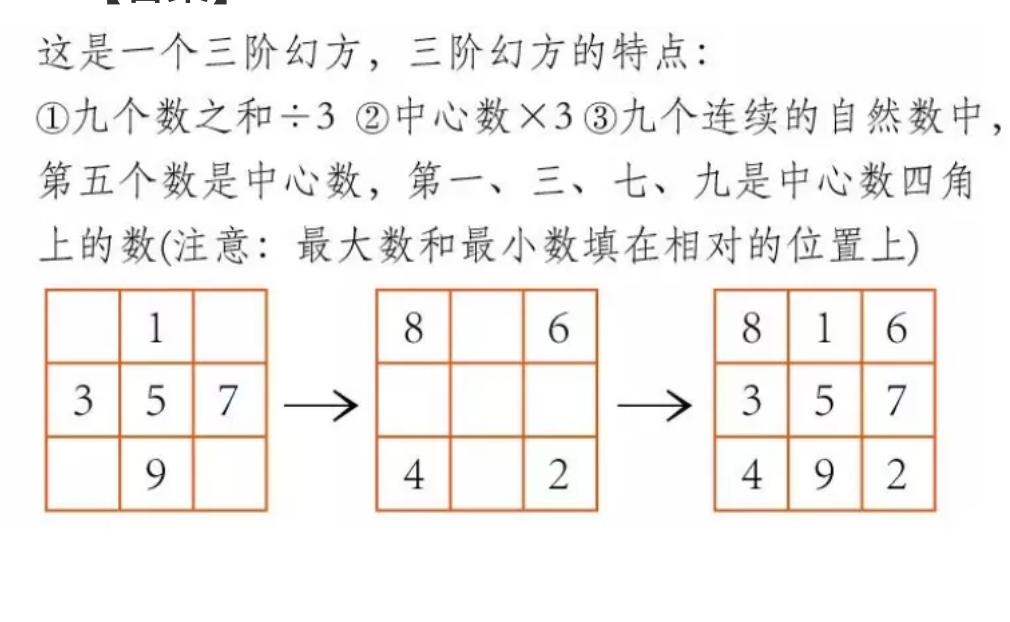 这是一个三阶幻方，三阶幻方的特点：
①九个数之和÷3 ②中心数×3 ③九个连续的自然数中，
第五个数是中心数，第一、三、七、九是中心数四角
上的数(注意：最大数和最小数填在相对的位置上)
1 8 6 8 1 6
3 5 7 3 5 7
9 4 2 4 9 2